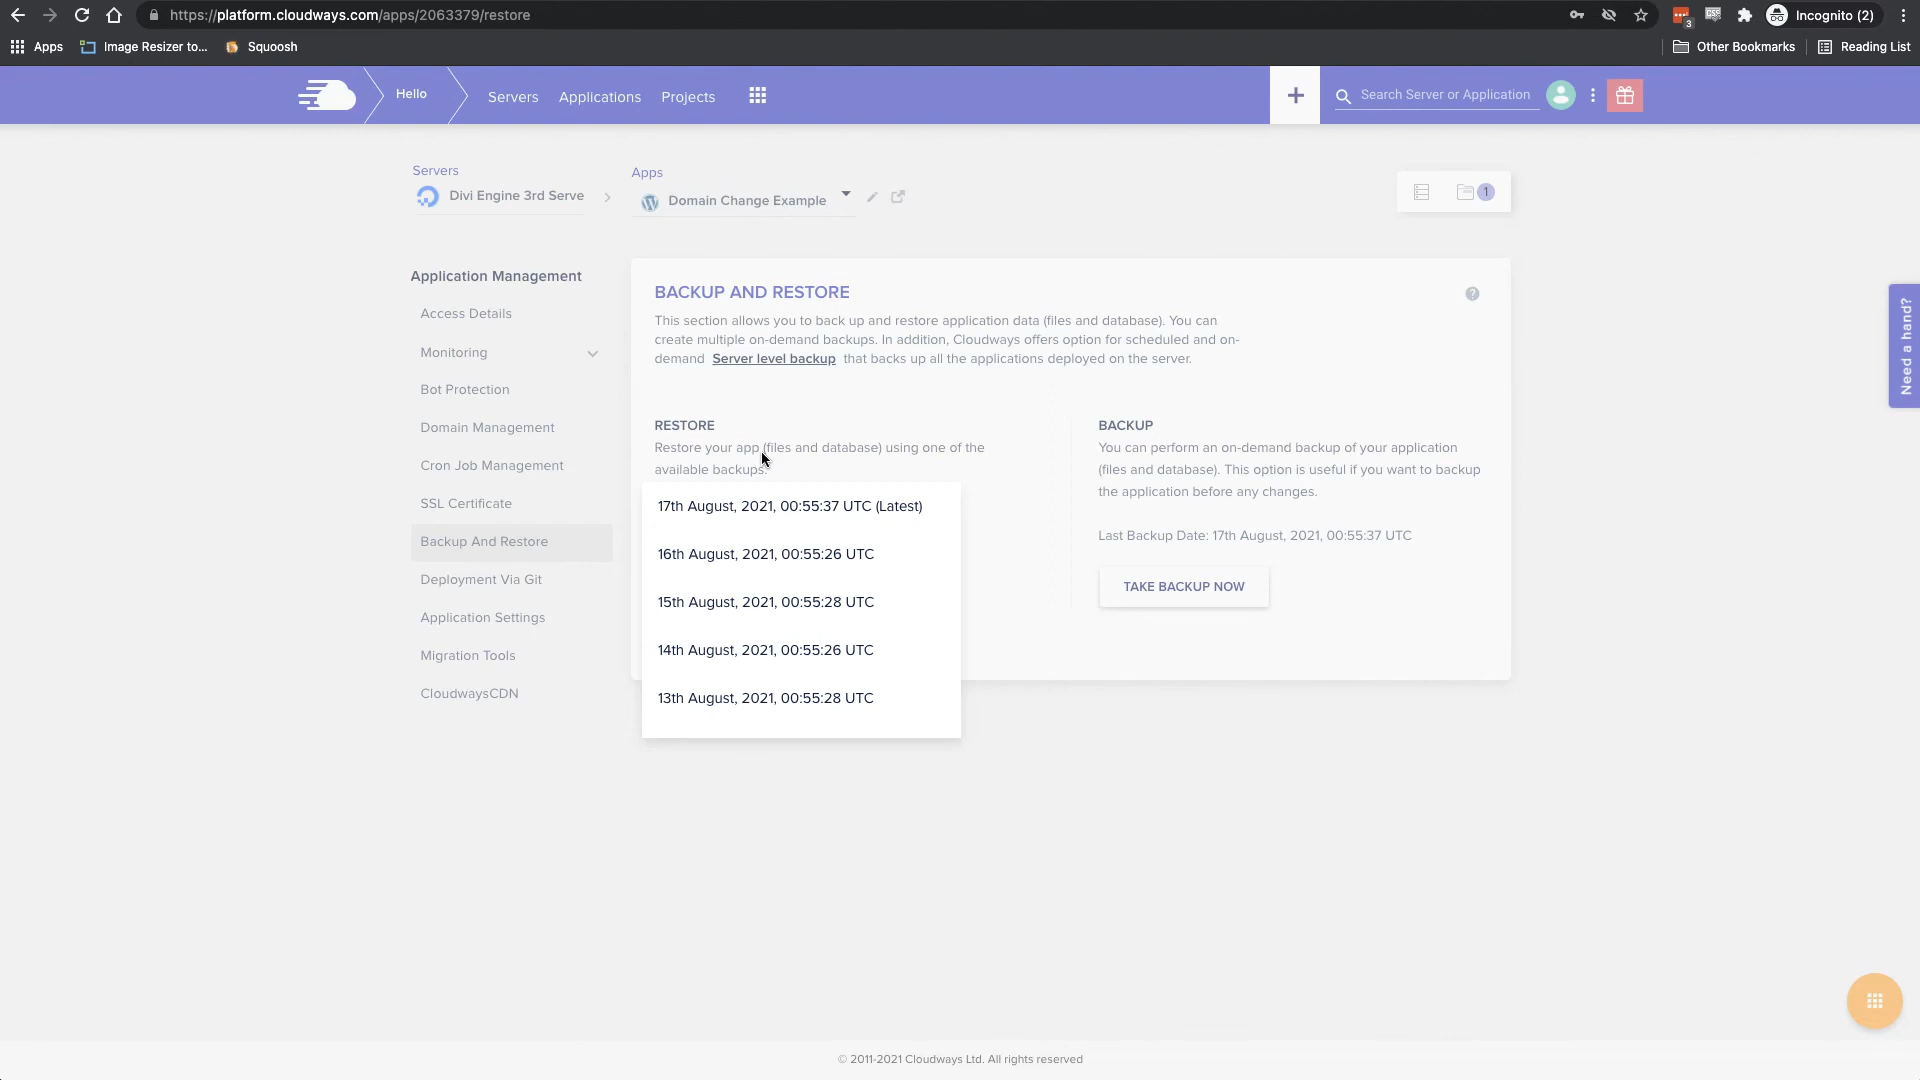 https://platform.cloudways.com/apps/2063379/restore
3
GSF
Incognito (2)
Apps
Image Resizer to...
Squoosh
Other Bookmarks
Reading List
Hello
Servers
Applications
Projects
+
Search Server or Application
Servers
Divi Engine 3rd Serve
Apps
Domain Change Example
1
Need a hand?
Application Management
Access Details
Monitoring
Bot Protection
Domain Management
Cron Job Management
SSL Certificate
Backup And Restore
Deployment Via Git
Application Settings
Migration Tools
CloudwaysCDN
BACKUP AND RESTORE
?
This section allows you to back up and restore application data (files and database). You can
create multiple on-demand backups. In addition, Cloudways offers option for scheduled and on-
demand Server level backup that backs up all the applications deployed on the server.
RESTORE
Restore your app (files and database) using one of the
available backups.
17th August, 2021, 00:55:37 UTC (Latest)
16th August, 2021, 00:55:26 UTC
15th August, 2021, 00:55:28 UTC
14th August, 2021, 00:55:26 UTC
13th August, 2021, 00:55:28 UTC
BACKUP
You can perform an on-demand backup of your application
(files and database). This option is useful if you want to backup
the application before any changes.
Last Backup Date: 17th August, 2021, 00:55:37 UTC
TAKE BACKUP NOW
© 2011-2021 Cloudways Ltd. All rights reserved